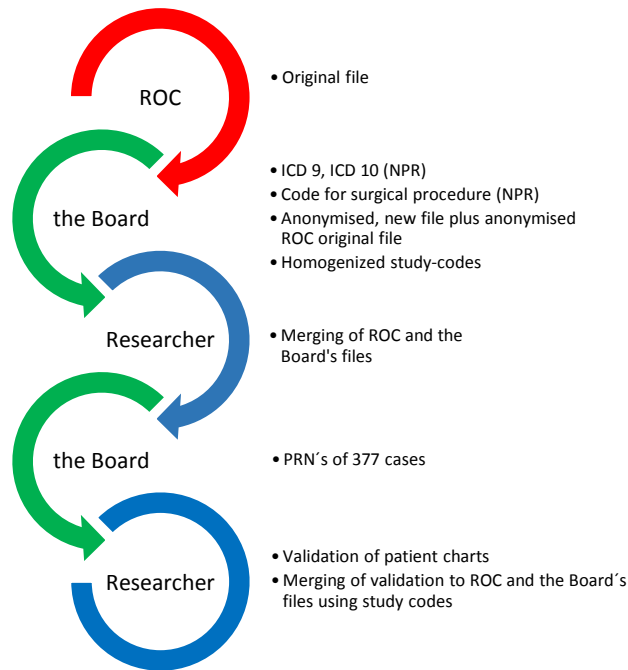 ROC
• Original file
the Board
• ICD 9, ICD 10 (NPR)
• Code for surgical procedure (NPR)
• Anonymised, new file plus anonymised
ROC original file
• Homogenized study-codes
Researcher
• Merging of ROC and the
Board's files
the Board
• PRN´s of 377 cases
Researcher
• Validation of patient charts
• Merging of validation to ROC and the Board´s
files using study codes